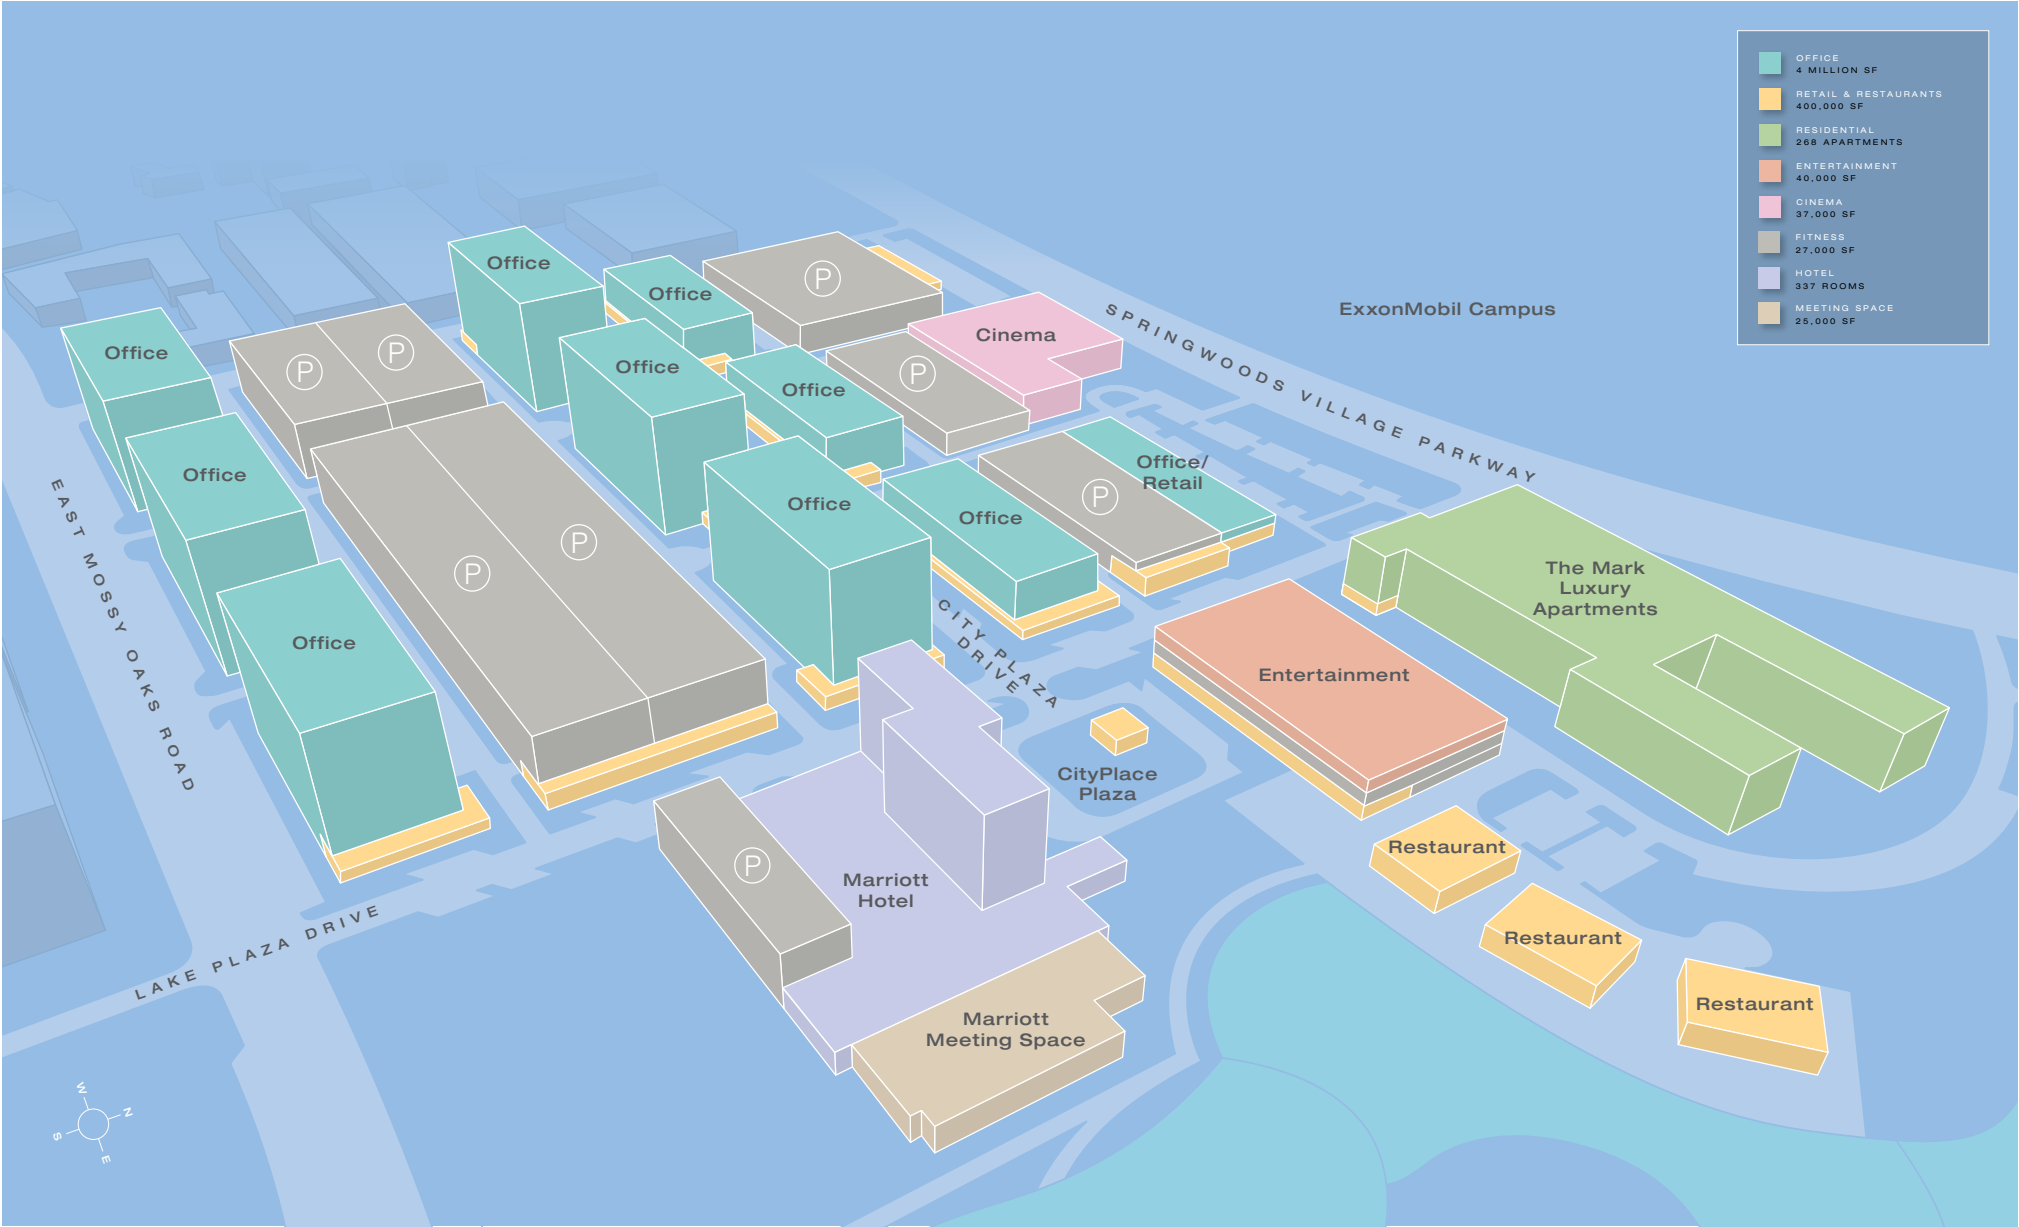 OFFICE
4 MILLION SF
RETAIL & RESTAURANTS
400,000 SF
RESIDENTIAL
268 APARTMENTS
ENTERTAINMENT
40,000 SF
CINEMA
37,000 SF
FITNESS
27,000 SF
HOTEL
337 ROOMS
MEETING SPACE
25,000 SF
Office
Office
P
Cinema
ExxonMobil Campus
SPRINGWOODS VILLAGE PARKWAY
Office
P
P
Office
Office
P
Office
Office
Office
Office/
Retail
P
P
P
Office
EAST MOSSY OAKS ROAD
The Mark
Luxury
Apartments
CITY PLAZA
DRIVE
Entertainment
CityPlace
Plaza
P
Marriott
Hotel
Restaurant
Restaurant
Restaurant
LAKE PLAZA DRIVE
Marriott
Meeting Space
W
N
S
E